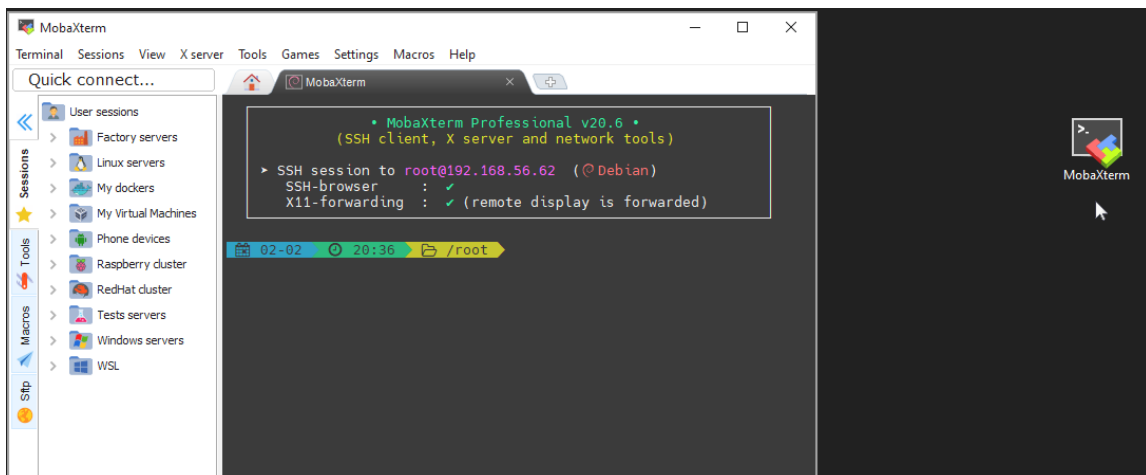 MobaXterm
Terminal Sessions View X server Tools Games Settings Macros Help
Quick connect...
MobaXterm
Sessions
Tools
Macros
Sftp
User sessions
Factory servers
Linux servers
My dockers
My Virtual Machines
Phone devices
Raspberry cluster
RedHat cluster
Tests servers
Windows servers
WSL
• MobaXterm Professional v20.6 •
(SSH client, X server and network tools)
➤ SSH session to root@192.168.56.62 (Debian)
SSH-browser : ✔
X11-forwarding : ✔ (remote display is forwarded)
02-02 20:36 /root
MobaXterm